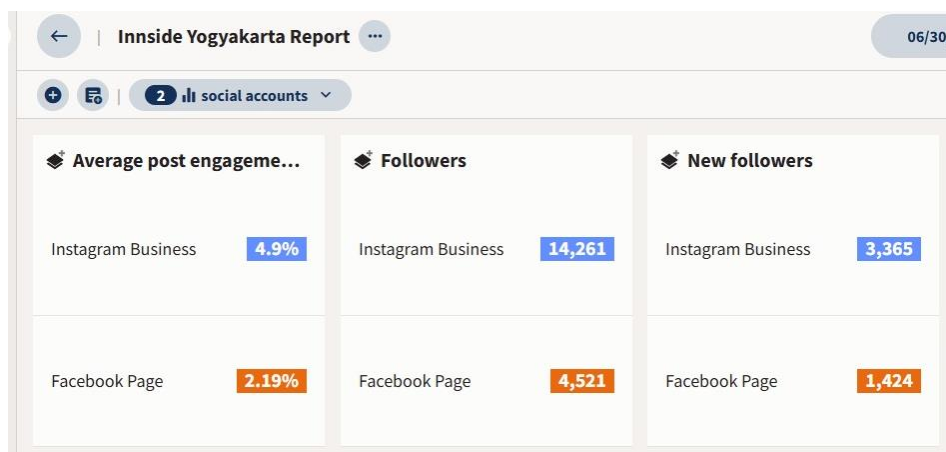 Innside Yogyakarta Report
06/30
2 social accounts
Average post engageme...
Instagram Business 4.9%
Facebook Page 2.19%
Followers
Instagram Business 14,261
Facebook Page 4,521
New followers
Instagram Business 3,365
Facebook Page 1,424